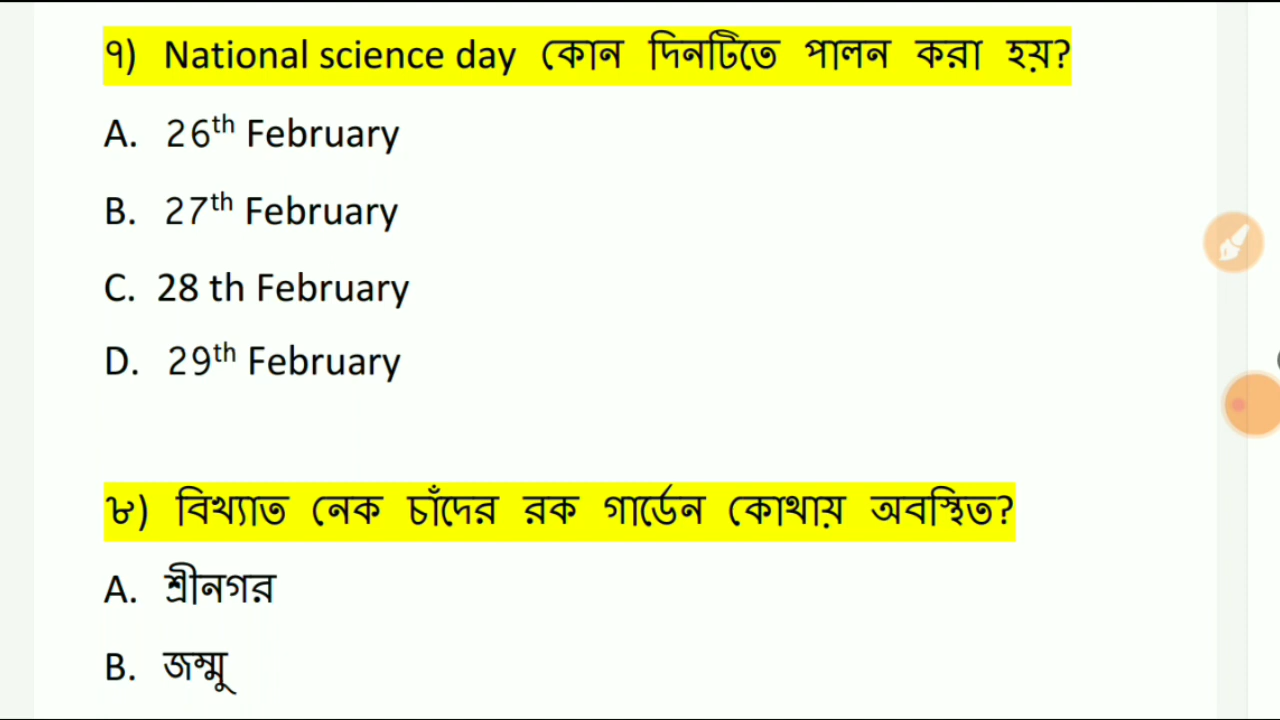 ৭) National science day কোন দিনটিতে পালন করা হয়?
A. 26th February
B. 27th February
C. 28 th February
D. 29th February
৮) বিখ্যাত নেক চাঁদের রক গার্ডেন কোথায় অবস্থিত?
A. শ্রীনগর
B. জম্মু